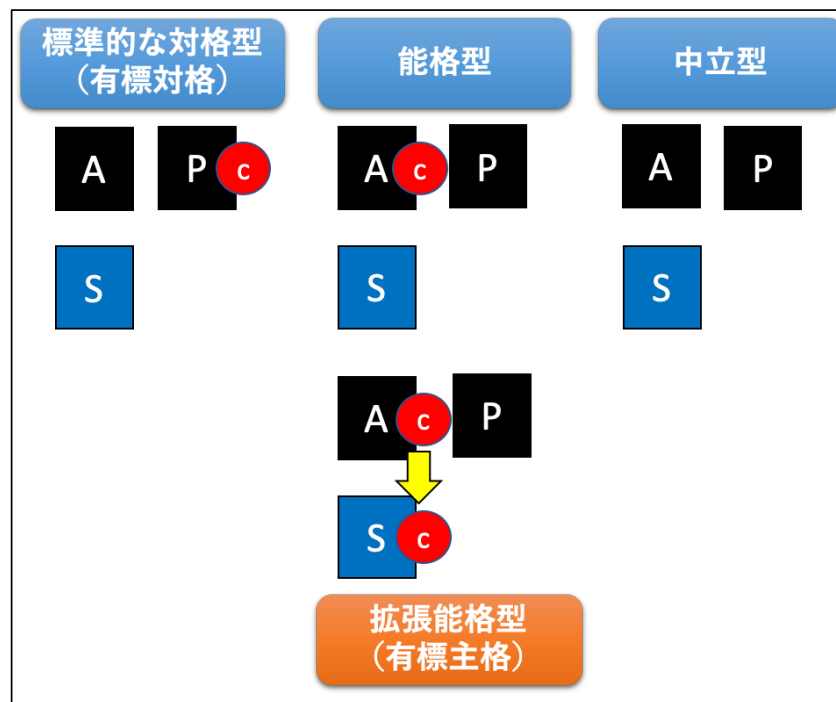 標準的な対格型
（有標対格）
能格型
中立型
A P c
A c P
A P
S
S
S
A c P
S c
拡張能格型
（有標主格）